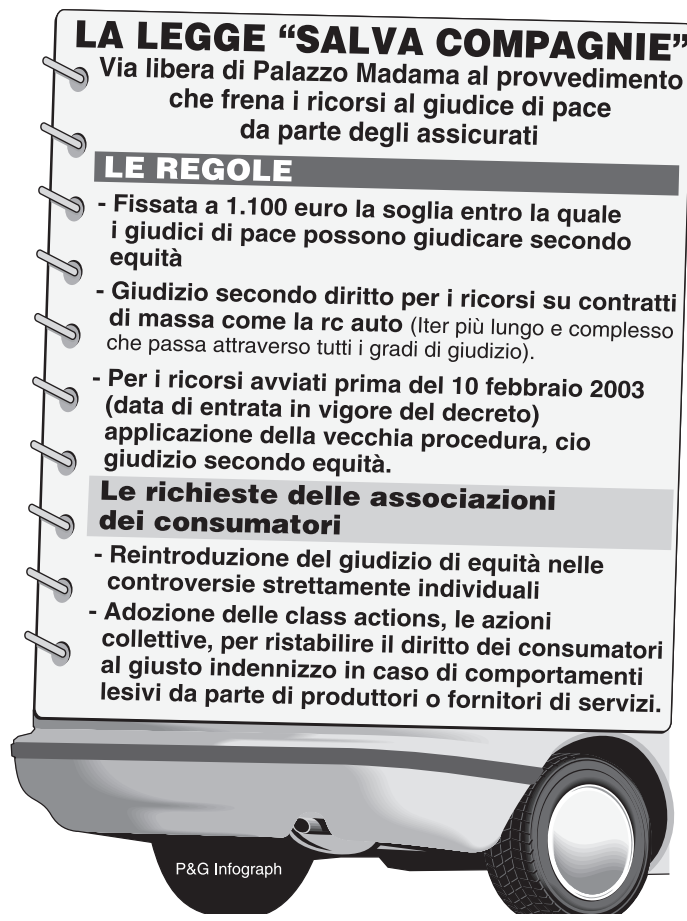 LA LEGGE “SALVA COMPAGNIE”
Via libera di Palazzo Madama al provvedimento
che frena i ricorsi al giudice di pace
da parte degli assicurati
LE REGOLE
- Fissata a 1.100 euro la soglia entro la quale
i giudici di pace possono giudicare secondo
equità
- Giudizio secondo diritto per i ricorsi su contratti
di massa come la rc auto (Iter più lungo e complesso
che passa attraverso tutti i gradi di giudizio).
- Per i ricorsi avviati prima del 10 febbraio 2003
(data di entrata in vigore del decreto)
applicazione della vecchia procedura, cio
giudizio secondo equità.
Le richieste delle associazioni
dei consumatori
- Reintroduzione del giudizio di equità nelle
controversie strettamente individuali
- Adozione delle class actions, le azioni
collettive, per ristabilire il diritto dei consumatori
al giusto indennizzo in caso di comportamenti
lesivi da parte di produttori o fornitori di servizi.
P&G Infograph